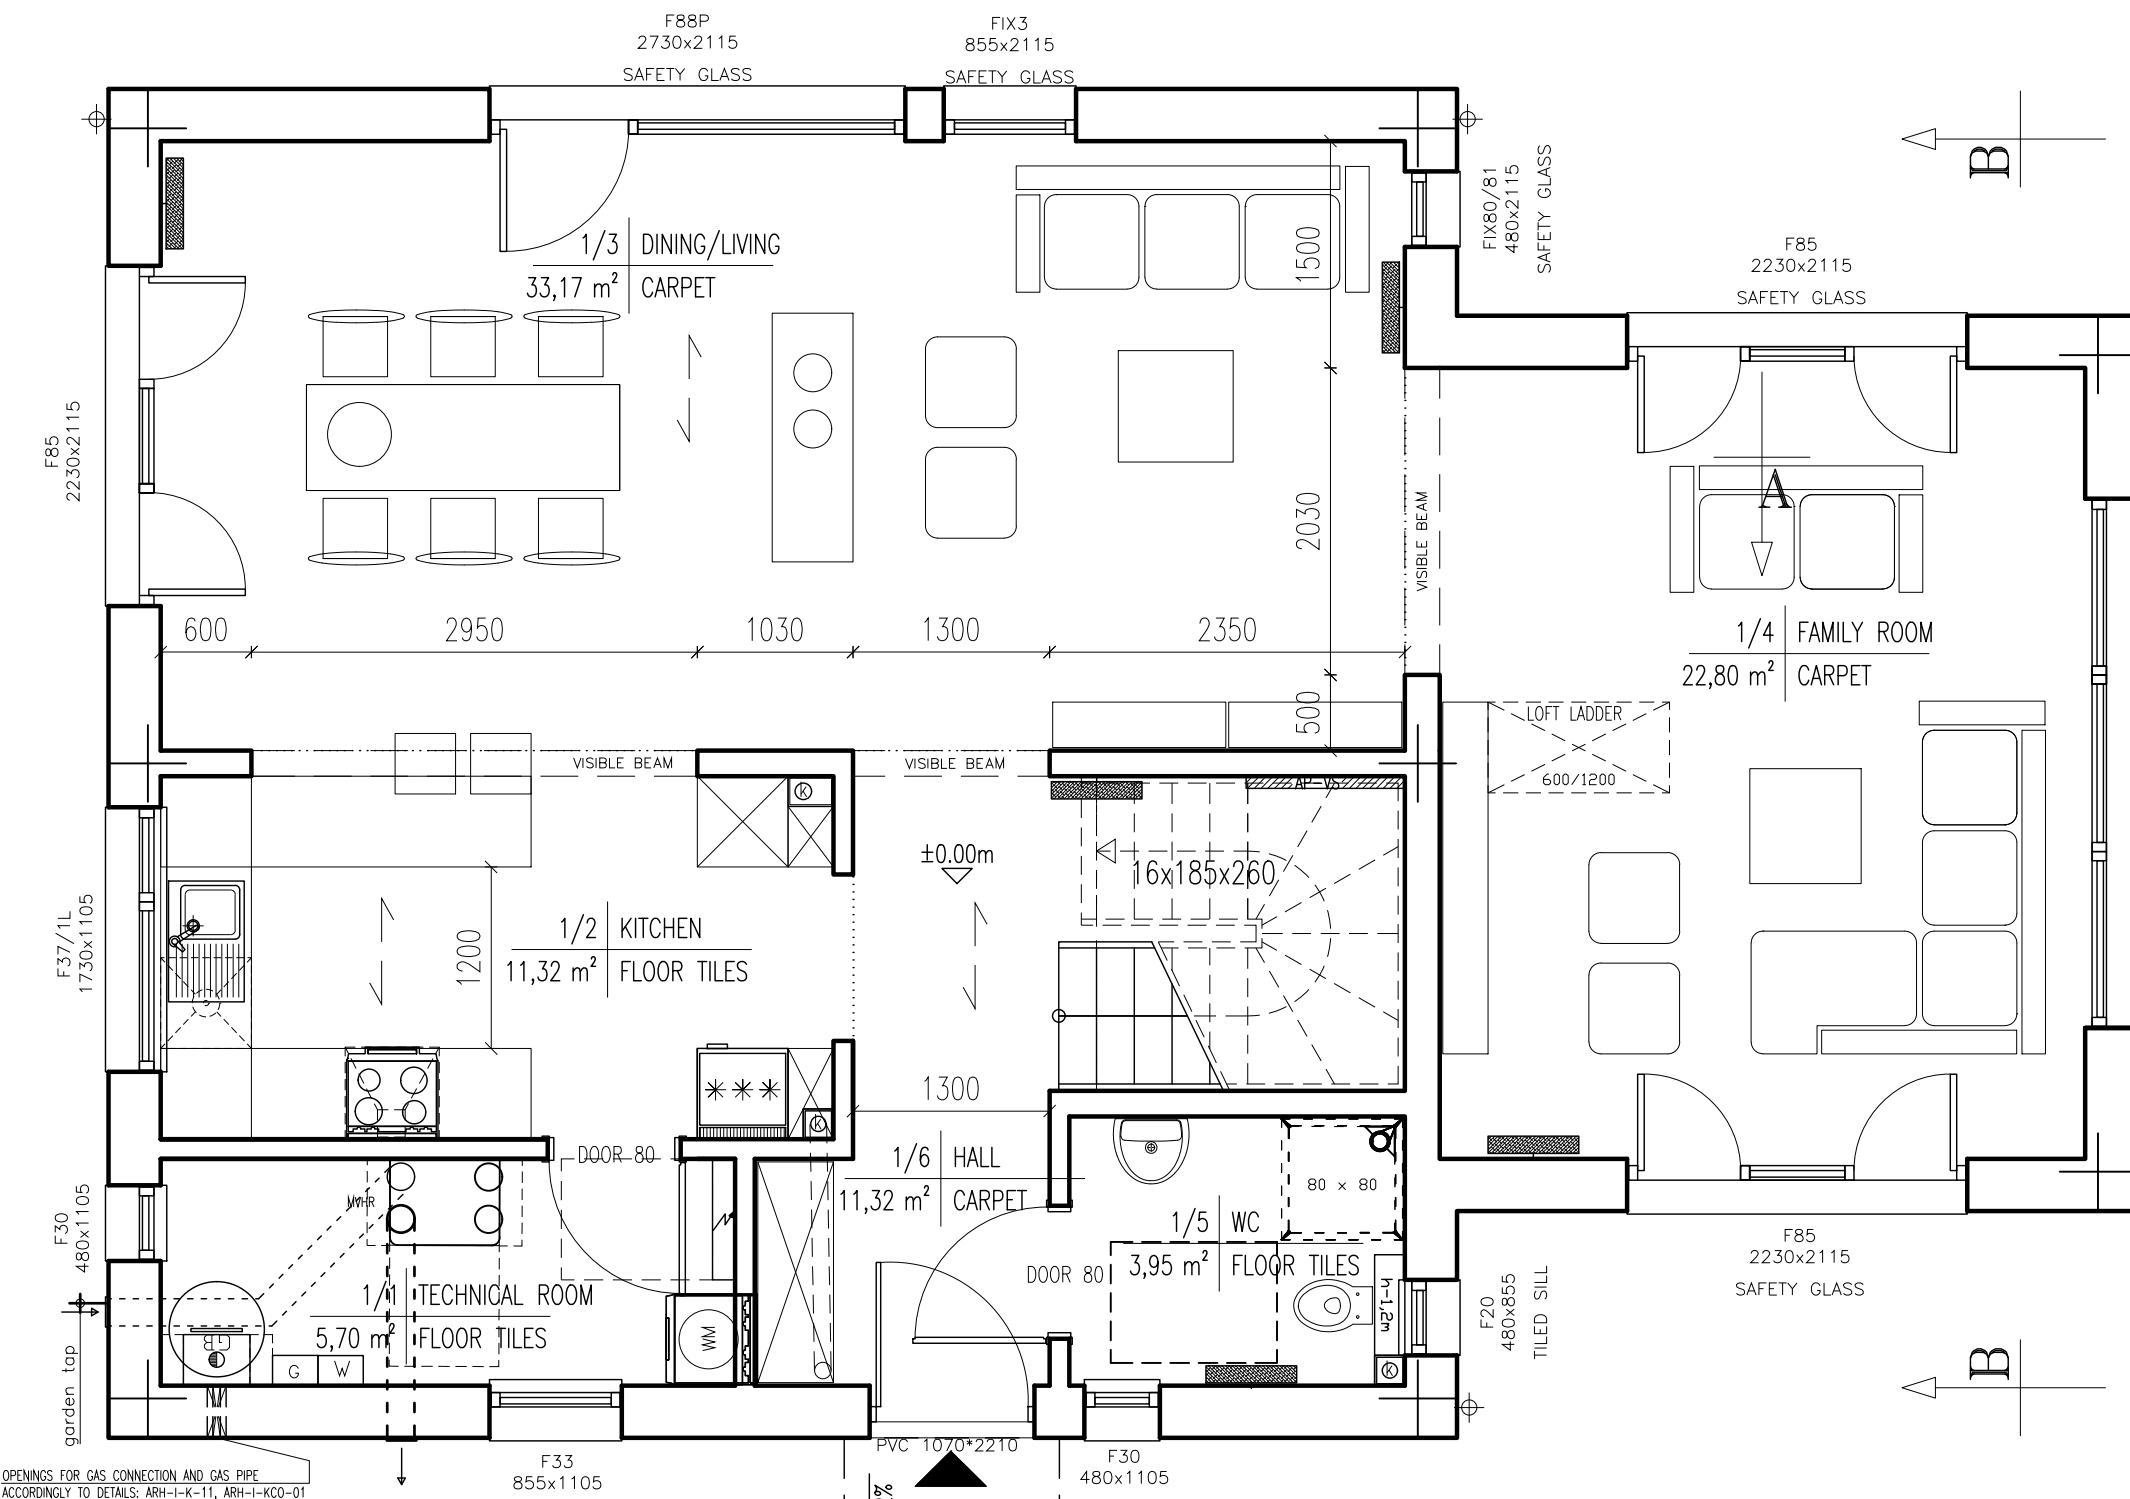 F88P
2730x2115
SAFETY GLASS
FIX3
855x2115
SAFETY GLASS
FIX80/81
480x2115
SAFETY GLASS
B
F85
2230x2115
SAFETY GLASS
1/3 DINING/LIVING
33,17 m² CARPET
1500
F85
2230x2115
2030
VISIBLE BEAM
A
600
2950
1030
1300
2350
500
1/4 FAMILY ROOM
22,80 m² CARPET
LOFT LADDER
600/1200
VISIBLE BEAM
VISIBLE BEAM
AP-VS
K
±0.00m
16x185x260
F37/1L
1730x1105
1200
1/2 KITCHEN
11,32 m² FLOOR TILES
1300
K
DOOR 80
1/6 HALL
11,32 m² CARPET
F30
480x1105
MVHR
80 x 80
1/5 WC
3,95 m² FLOOR TILES
DOOR 80
h-1,2m
F20
480x855
TILED SILL
F85
2230x2115
SAFETY GLASS
1/1 TECHNICAL ROOM
5,70 m² FLOOR TILES
GB
G
W
WM
K
B
garden tap
PVC 1070*2210
F33
855x1105
F30
480x1105
OPENINGS FOR GAS CONNECTION AND GAS PIPE
ACCORDINGLY TO DETAILS: ARH-I-K-11, ARH-I-KCO-01